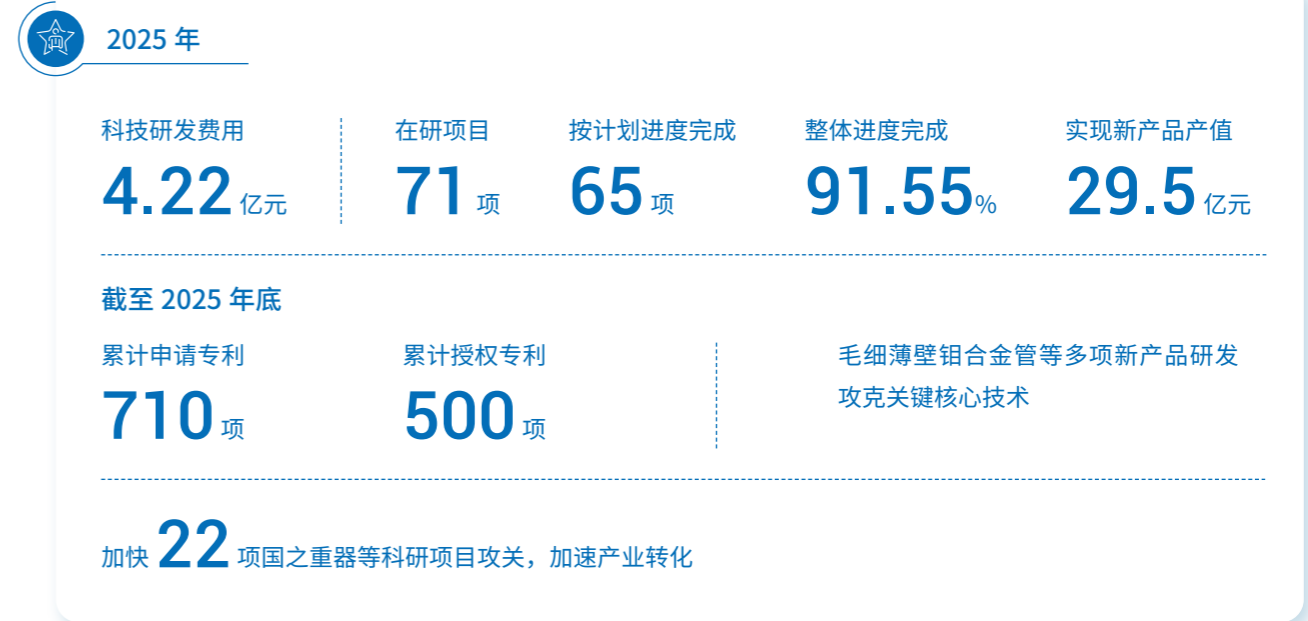 2025 年
科技研发费用
4.22 亿元
在研项目
71 项
按计划进度完成
65 项
整体进度完成
91.55%
实现新产品产值
29.5 亿元
截至 2025 年底
累计申请专利
710 项
累计授权专利
500 项
毛细薄壁钼合金管等多项新产品研发
攻克关键核心技术
加快 22 项国之重器等科研项目攻关，加速产业转化